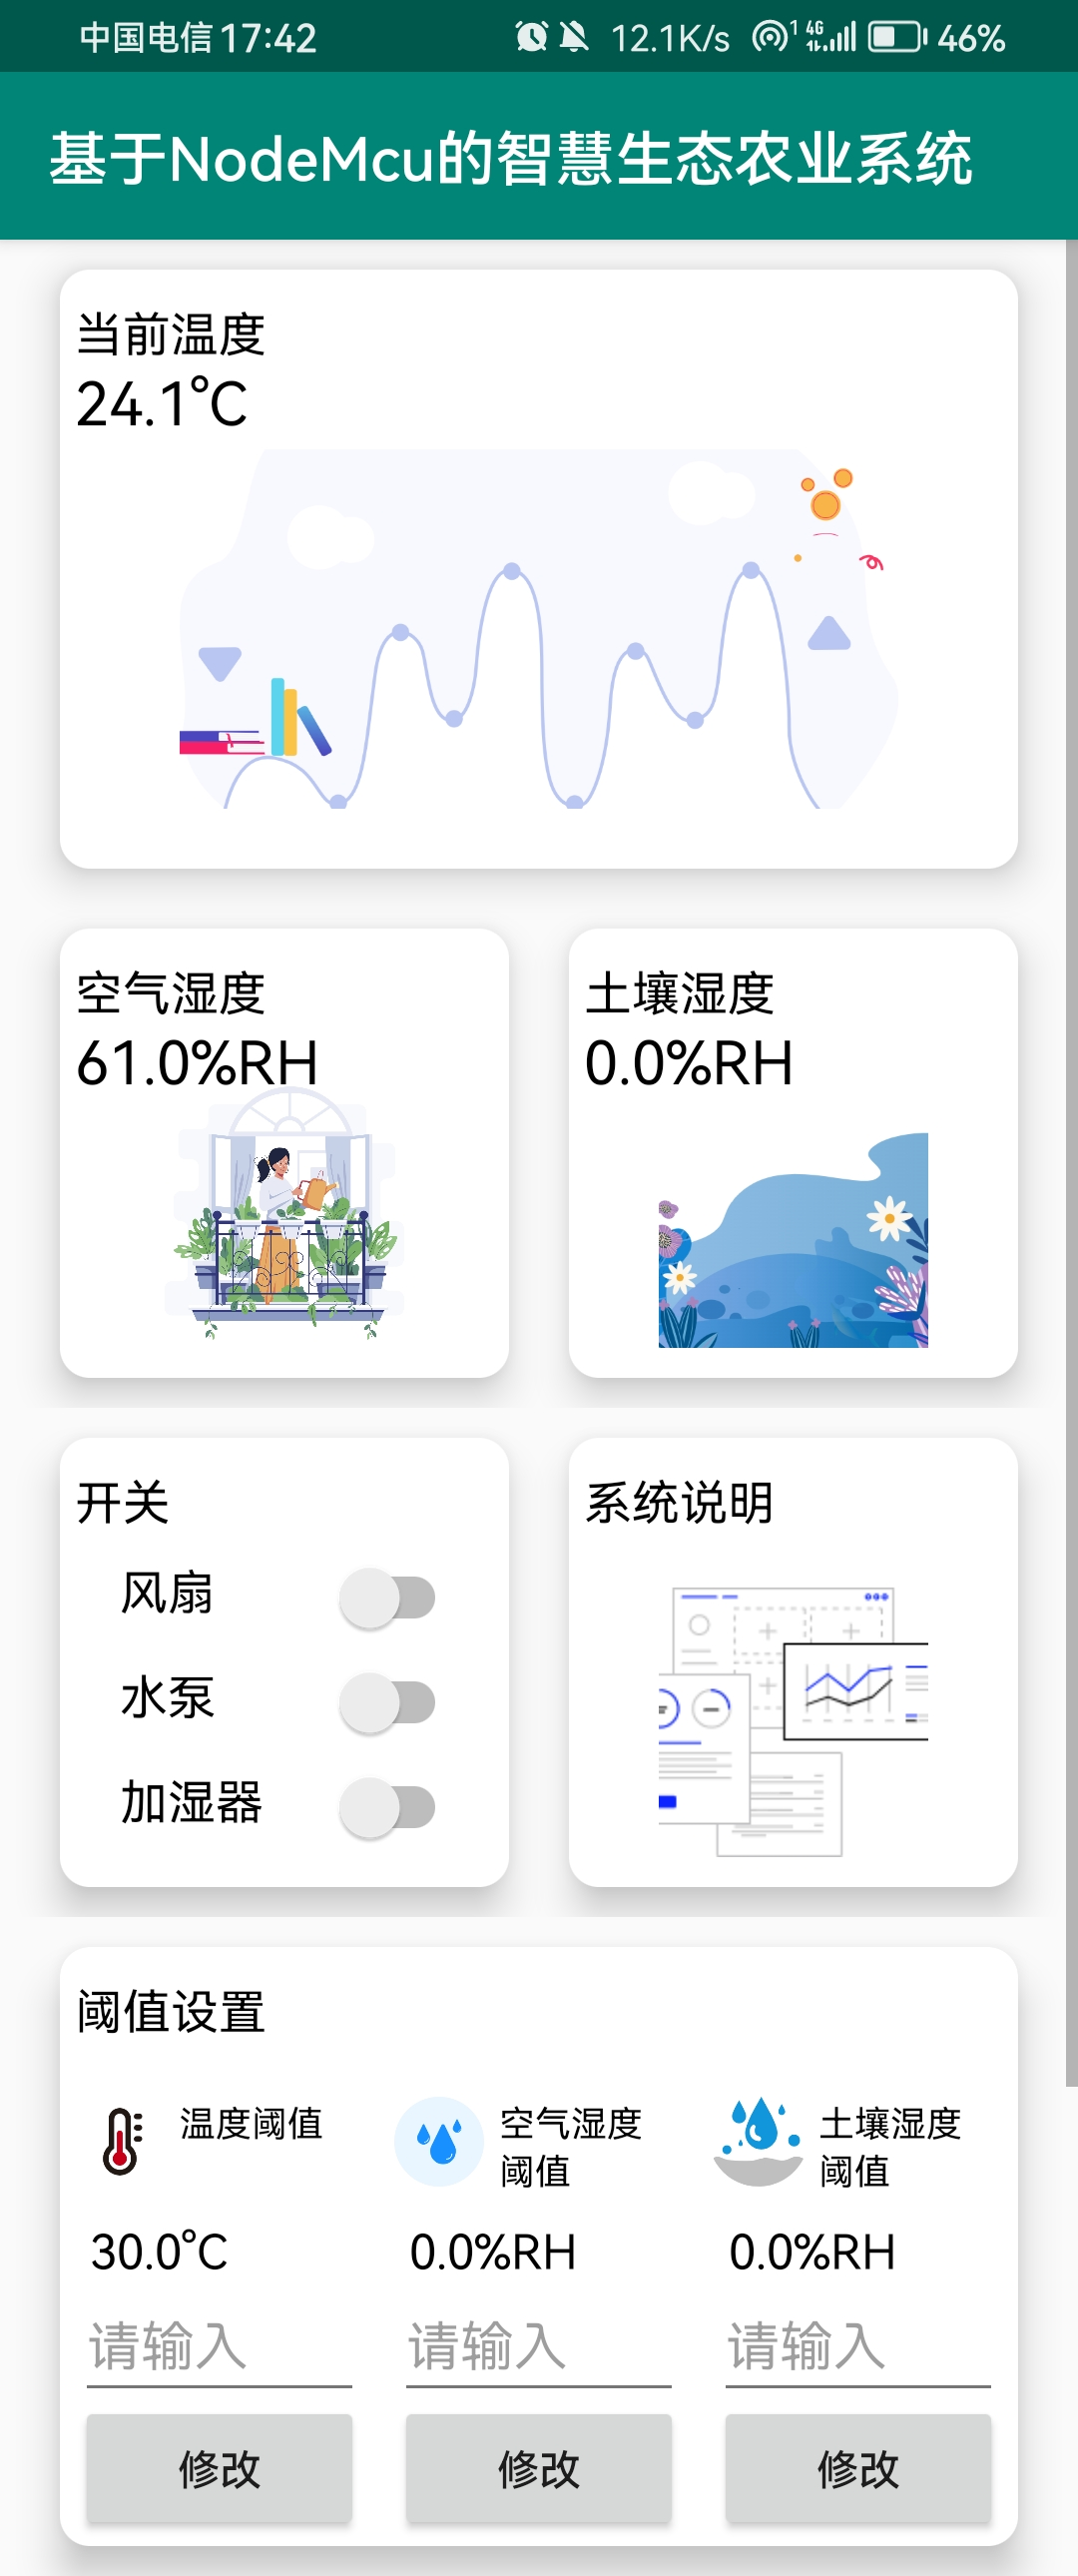 中国电信 17:42 12.1K/s 1 4G 46%
基于NodeMcu的智慧生态农业系统
当前温度
24.1℃
空气湿度
61.0%RH
土壤湿度
0.0%RH
开关
风扇
水泵
加湿器
系统说明
阈值设置
温度阈值
30.0℃
请输入
修改
空气湿度
阈值
0.0%RH
请输入
修改
土壤湿度
阈值
0.0%RH
请输入
修改